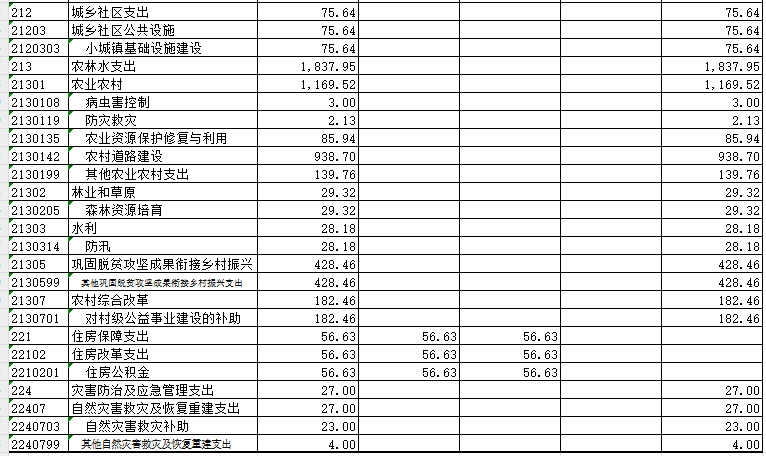 212 城乡社区支出 75.64 75.64
21203 城乡社区公共设施 75.64 75.64
2120303 小城镇基础设施建设 75.64 75.64
213 农林水支出 1,837.95 1,837.95
21301 农业农村 1,169.52 1,169.52
2130108 病虫害控制 3.00 3.00
2130119 防灾救灾 2.13 2.13
2130135 农业资源保护修复与利用 85.94 85.94
2130142 农村道路建设 938.70 938.70
2130199 其他农业农村支出 139.76 139.76
21302 林业和草原 29.32 29.32
2130205 森林资源培育 29.32 29.32
21303 水利 28.18 28.18
2130314 防汛 28.18 28.18
21305 巩固脱贫攻坚成果衔接乡村振兴 428.46 428.46
2130599 其他巩固脱贫攻坚成果衔接乡村振兴支出 428.46 428.46
21307 农村综合改革 182.46 182.46
2130701 对村级公益事业建设的补助 182.46 182.46
221 住房保障支出 56.63 56.63 56.63
22102 住房改革支出 56.63 56.63 56.63
2210201 住房公积金 56.63 56.63 56.63
224 灾害防治及应急管理支出 27.00 27.00
22407 自然灾害救灾及恢复重建支出 27.00 27.00
2240703 自然灾害救灾补助 23.00 23.00
2240799 其他自然灾害救灾及恢复重建支出 4.00 4.00